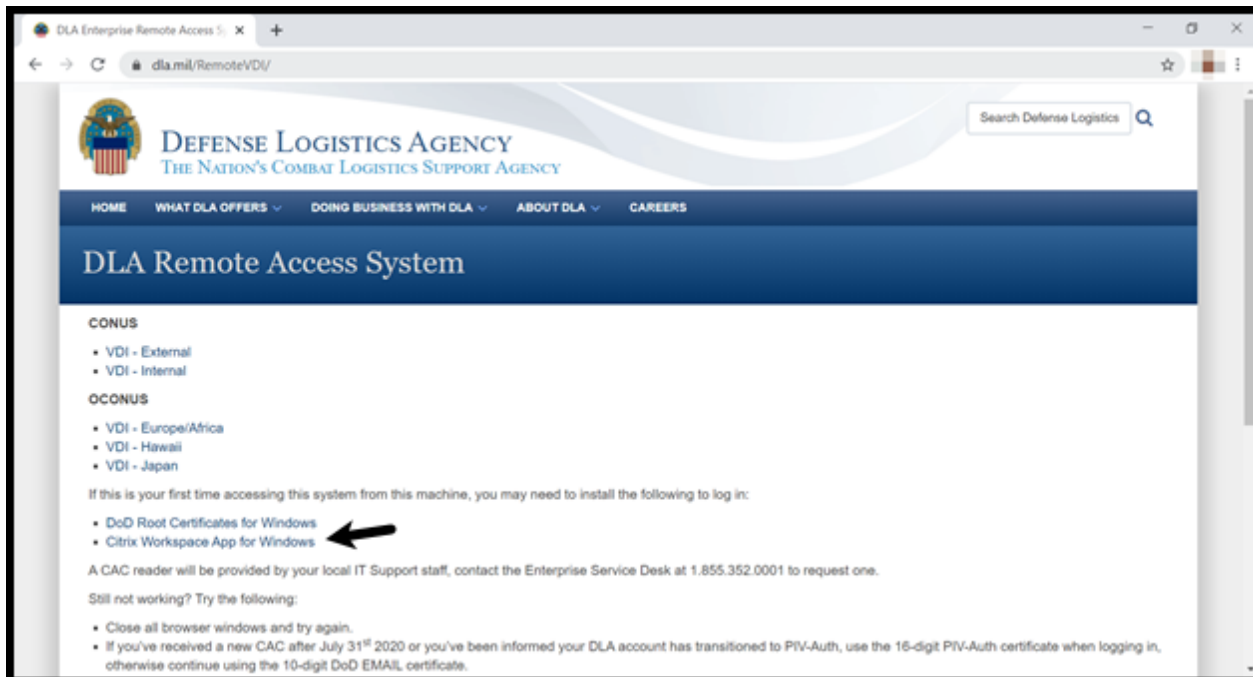 DLA Enterprise Remote Access S
dla.mil/RemoteVDI/
DEFENSE LOGISTICS AGENCY
THE NATION'S COMBAT LOGISTICS SUPPORT AGENCY
Search Defense Logistics
HOME WHAT DLA OFFERS DOING BUSINESS WITH DLA ABOUT DLA CAREERS
DLA Remote Access System
CONUS
• VDI - External
• VDI - Internal
OCONUS
• VDI - Europe/Africa
• VDI - Hawaii
• VDI - Japan
If this is your first time accessing this system from this machine, you may need to install the following to log in:
• DoD Root Certificates for Windows
• Citrix Workspace App for Windows
A CAC reader will be provided by your local IT Support staff, contact the Enterprise Service Desk at 1.855.352.0001 to request one.
Still not working? Try the following:
• Close all browser windows and try again.
• If you've received a new CAC after July 31st 2020 or you've been informed your DLA account has transitioned to PIV-Auth, use the 16-digit PIV-Auth certificate when logging in,
otherwise continue using the 10-digit DoD EMAIL certificate.